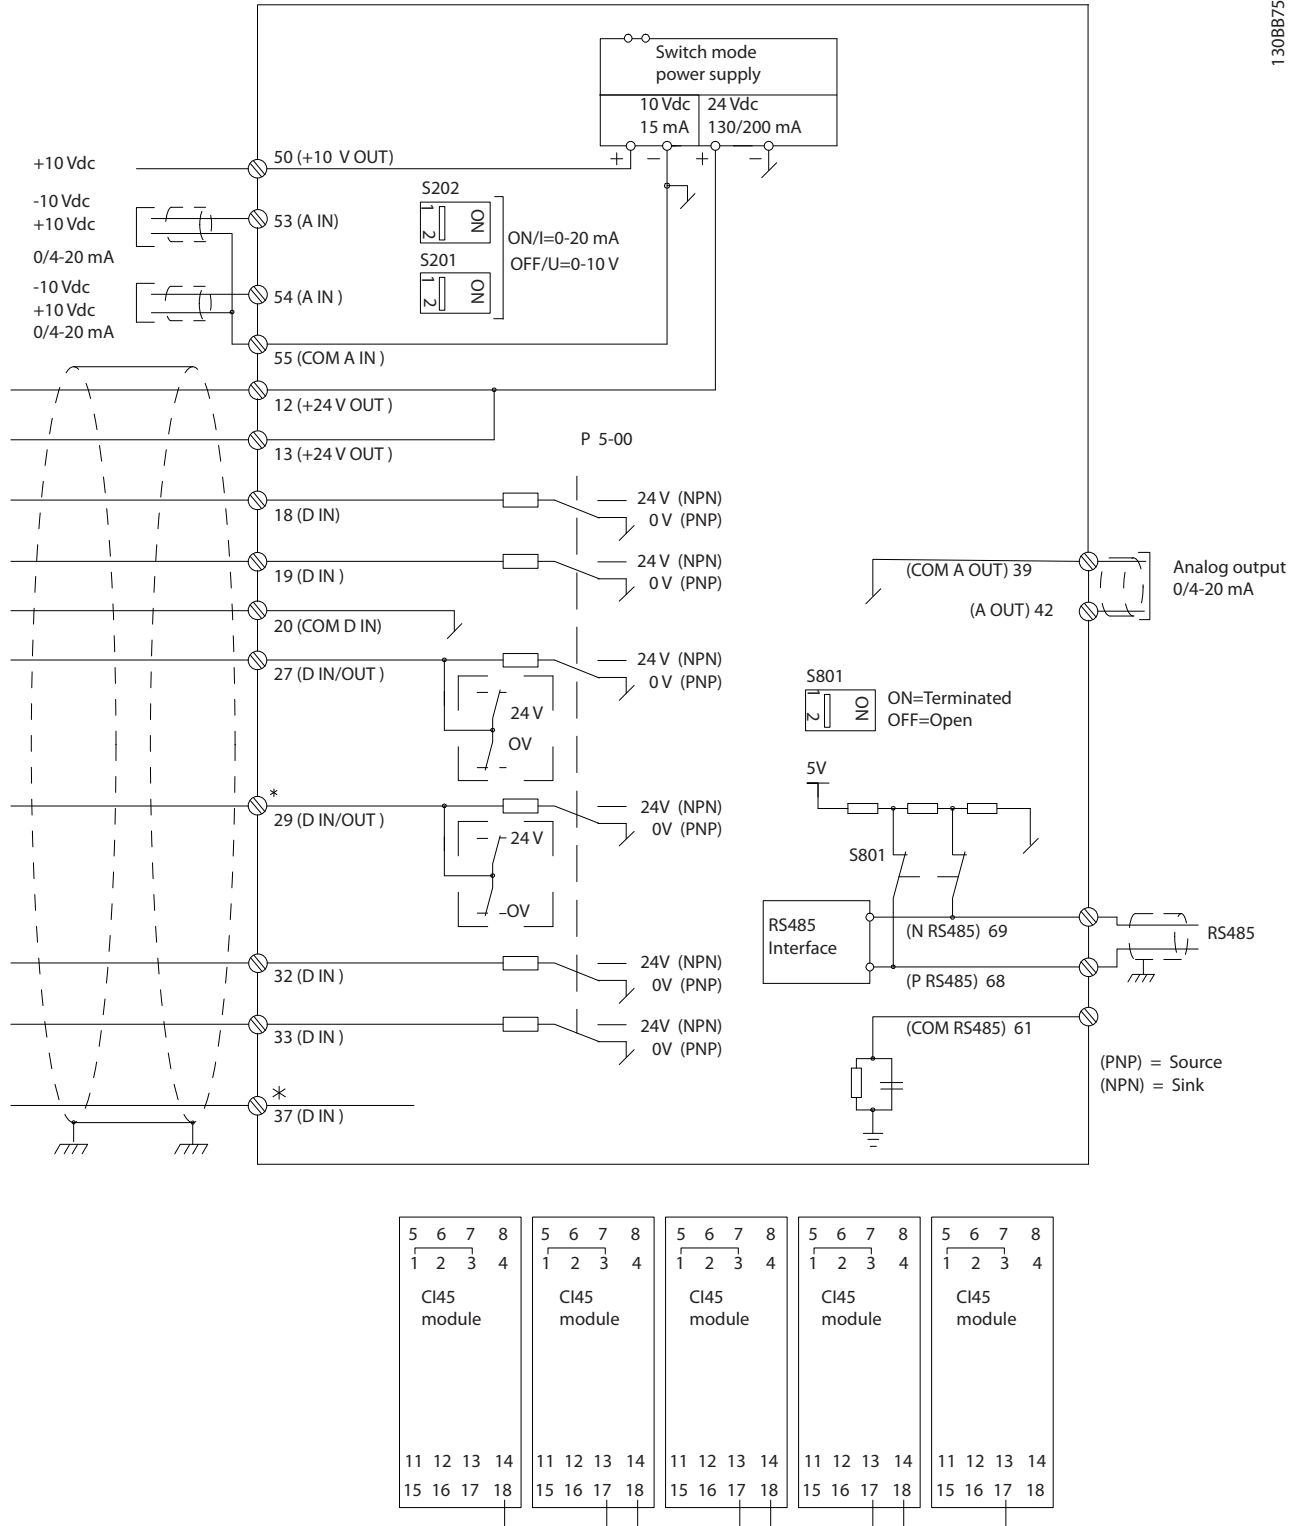 130BB75
Switch mode
power supply
10 Vdc
15 mA
24 Vdc
130/200 mA
+ − + −
+10 Vdc
50 (+10 V OUT)
-10 Vdc
+10 Vdc
0/4-20 mA
53 (A IN)
S202
1 2 ON
ON/I=0-20 mA
OFF/U=0-10 V
S201
1 2 ON
-10 Vdc
+10 Vdc
0/4-20 mA
54 (A IN )
55 (COM A IN )
12 (+24 V OUT )
13 (+24 V OUT )
P 5-00
18 (D IN)
24 V (NPN)
0 V (PNP)
19 (D IN )
24 V (NPN)
0 V (PNP)
20 (COM D IN)
27 (D IN/OUT )
24 V (NPN)
0 V (PNP)
24 V
OV
*
29 (D IN/OUT )
24V (NPN)
0V (PNP)
24 V
OV
32 (D IN )
24V (NPN)
0V (PNP)
33 (D IN )
24V (NPN)
0V (PNP)
*
37 (D IN )
(COM A OUT) 39
(A OUT) 42
Analog output
0/4-20 mA
S801
1 2 ON
ON=Terminated
OFF=Open
5V
S801
RS485
Interface
(N RS485) 69
(P RS485) 68
RS485
(COM RS485) 61
(PNP) = Source
(NPN) = Sink
5 6 7 8
1 2 3 4
CI45
module
11 12 13 14
15 16 17 18
5 6 7 8
1 2 3 4
CI45
module
11 12 13 14
15 16 17 18
5 6 7 8
1 2 3 4
CI45
module
11 12 13 14
15 16 17 18
5 6 7 8
1 2 3 4
CI45
module
11 12 13 14
15 16 17 18
5 6 7 8
1 2 3 4
CI45
module
11 12 13 14
15 16 17 18